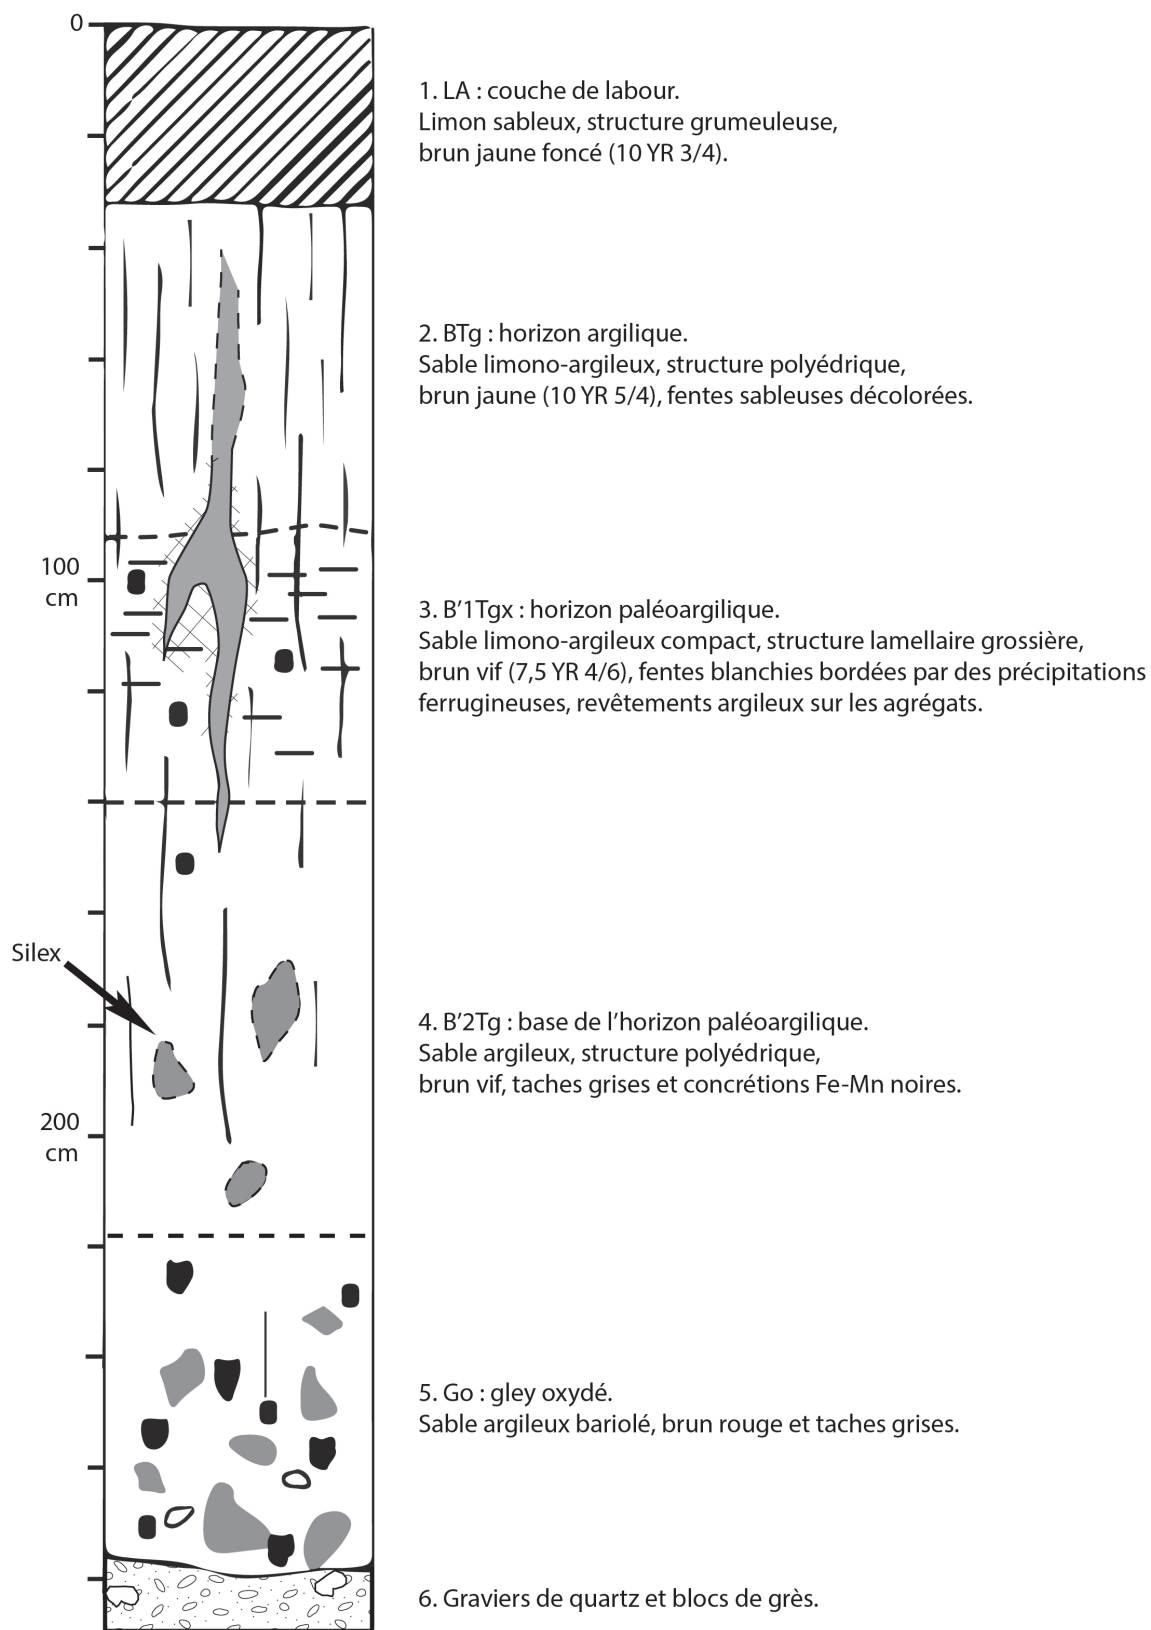 0
1. LA : couche de labour.
Limon sableux, structure grumeuleuse,
brun jaune foncé (10 YR 3/4).
2. BTg : horizon argilique.
Sable limono-argileux, structure polyédrique,
brun jaune (10 YR 5/4), fentes sableuses décolorées.
100
cm
3. B’1Tgx : horizon paléoargilique.
Sable limono-argileux compact, structure lamellaire grossière,
brun vif (7,5 YR 4/6), fentes blanchies bordées par des précipitations
ferrugineuses, revêtements argileux sur les agrégats.
Silex
4. B’2Tg : base de l’horizon paléoargilique.
Sable argileux, structure polyédrique,
brun vif, taches grises et concrétions Fe-Mn noires.
200
cm
5. Go : gley oxydé.
Sable argileux bariolé, brun rouge et taches grises.
6. Graviers de quartz et blocs de grès.